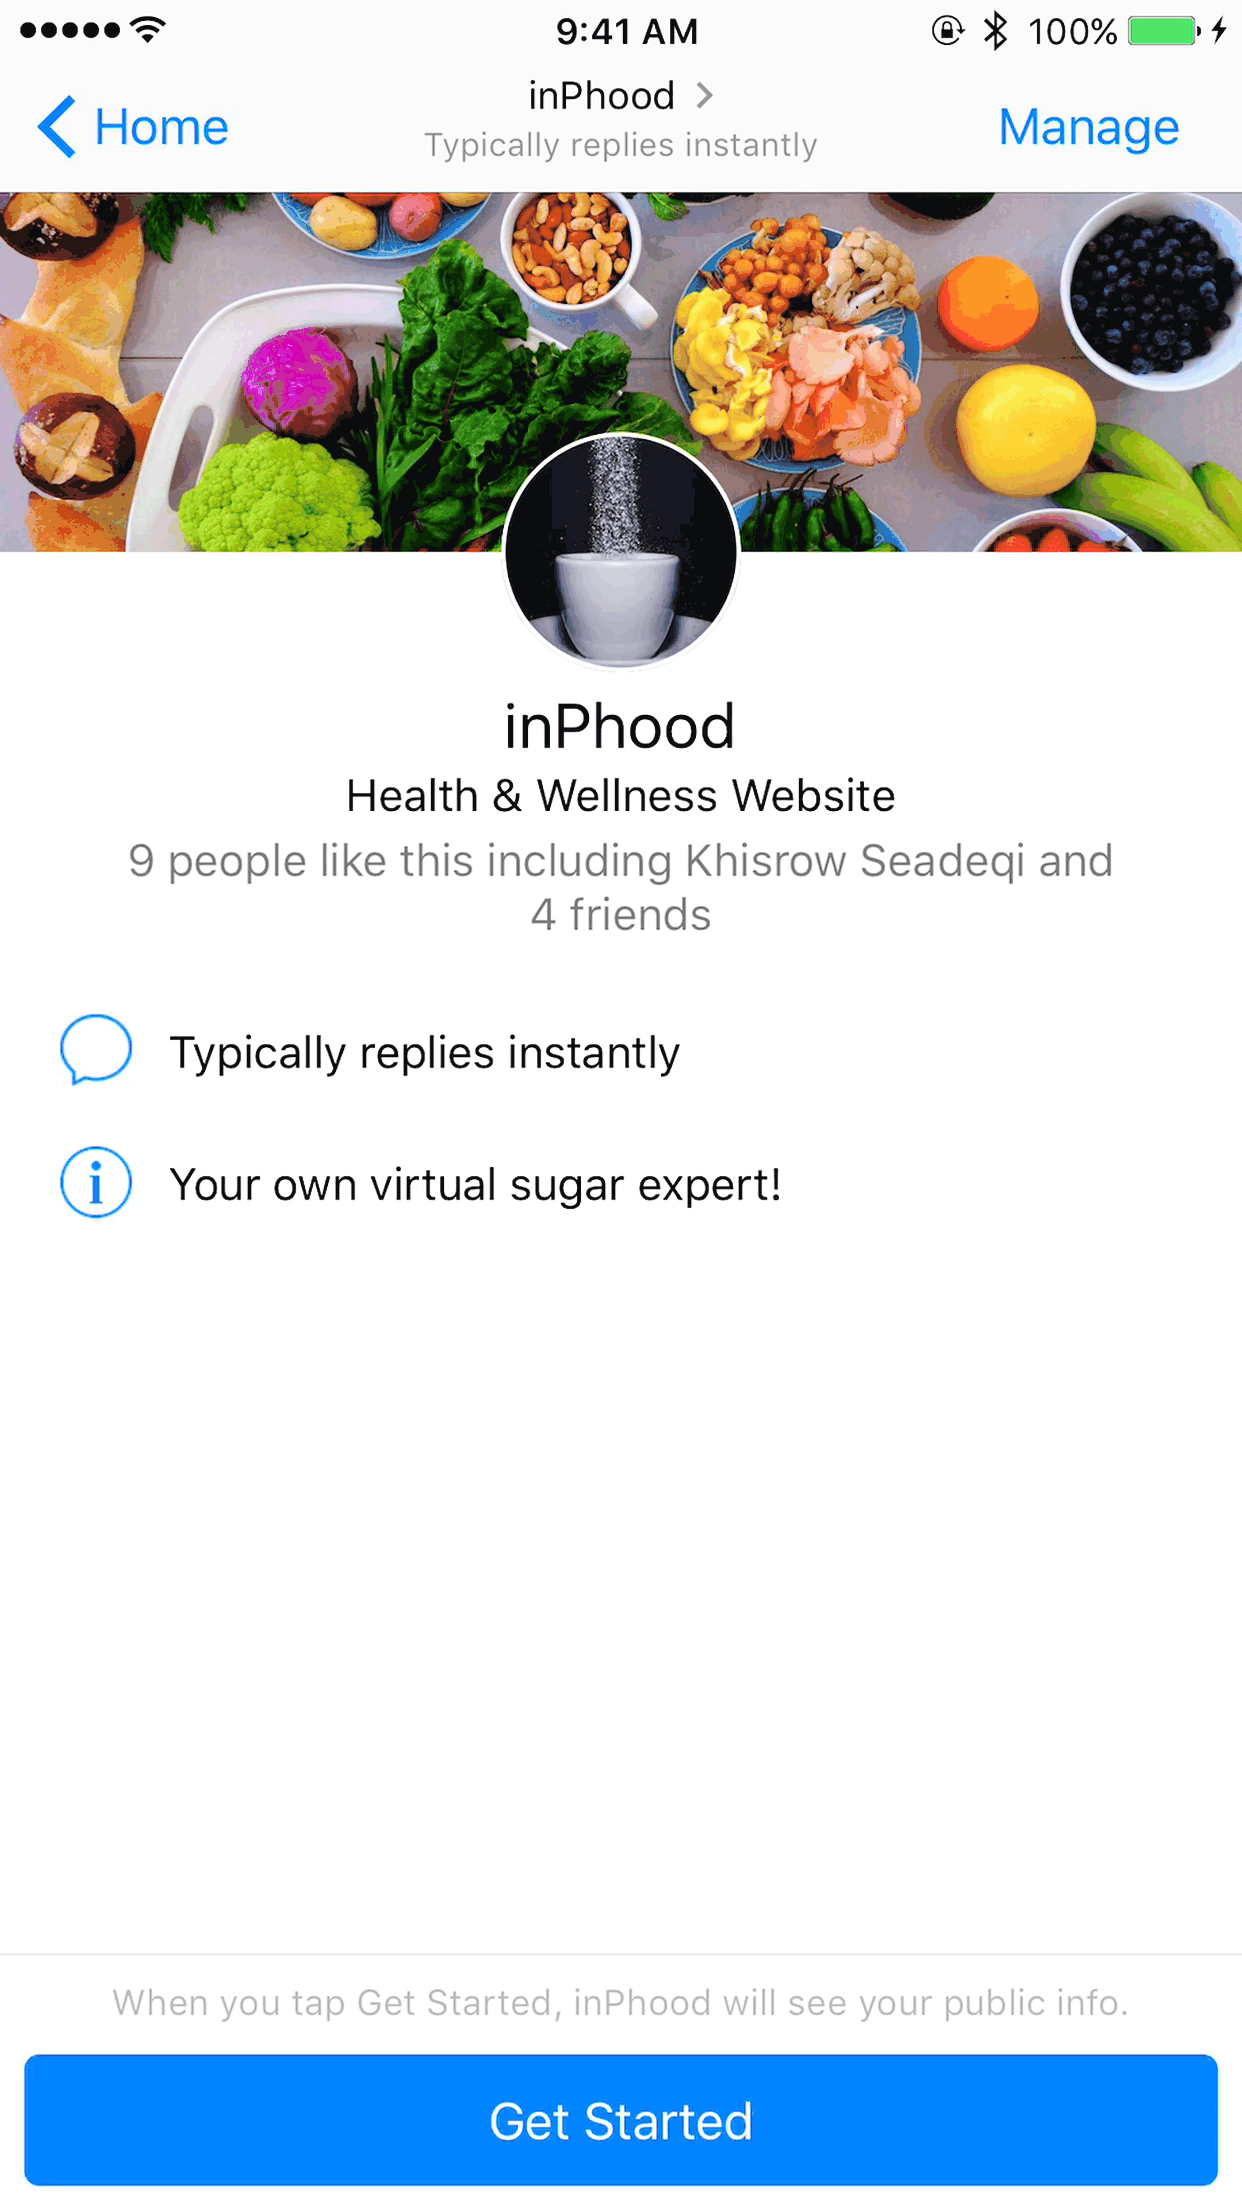 9:41 AM
100%
Home
inPhood
Typically replies instantly
Manage
inPhood
Health & Wellness Website
9 people like this including Khisrow Seadeqi and
4 friends
Typically replies instantly
Your own virtual sugar expert!
When you tap Get Started, inPhood will see your public info.
Get Started